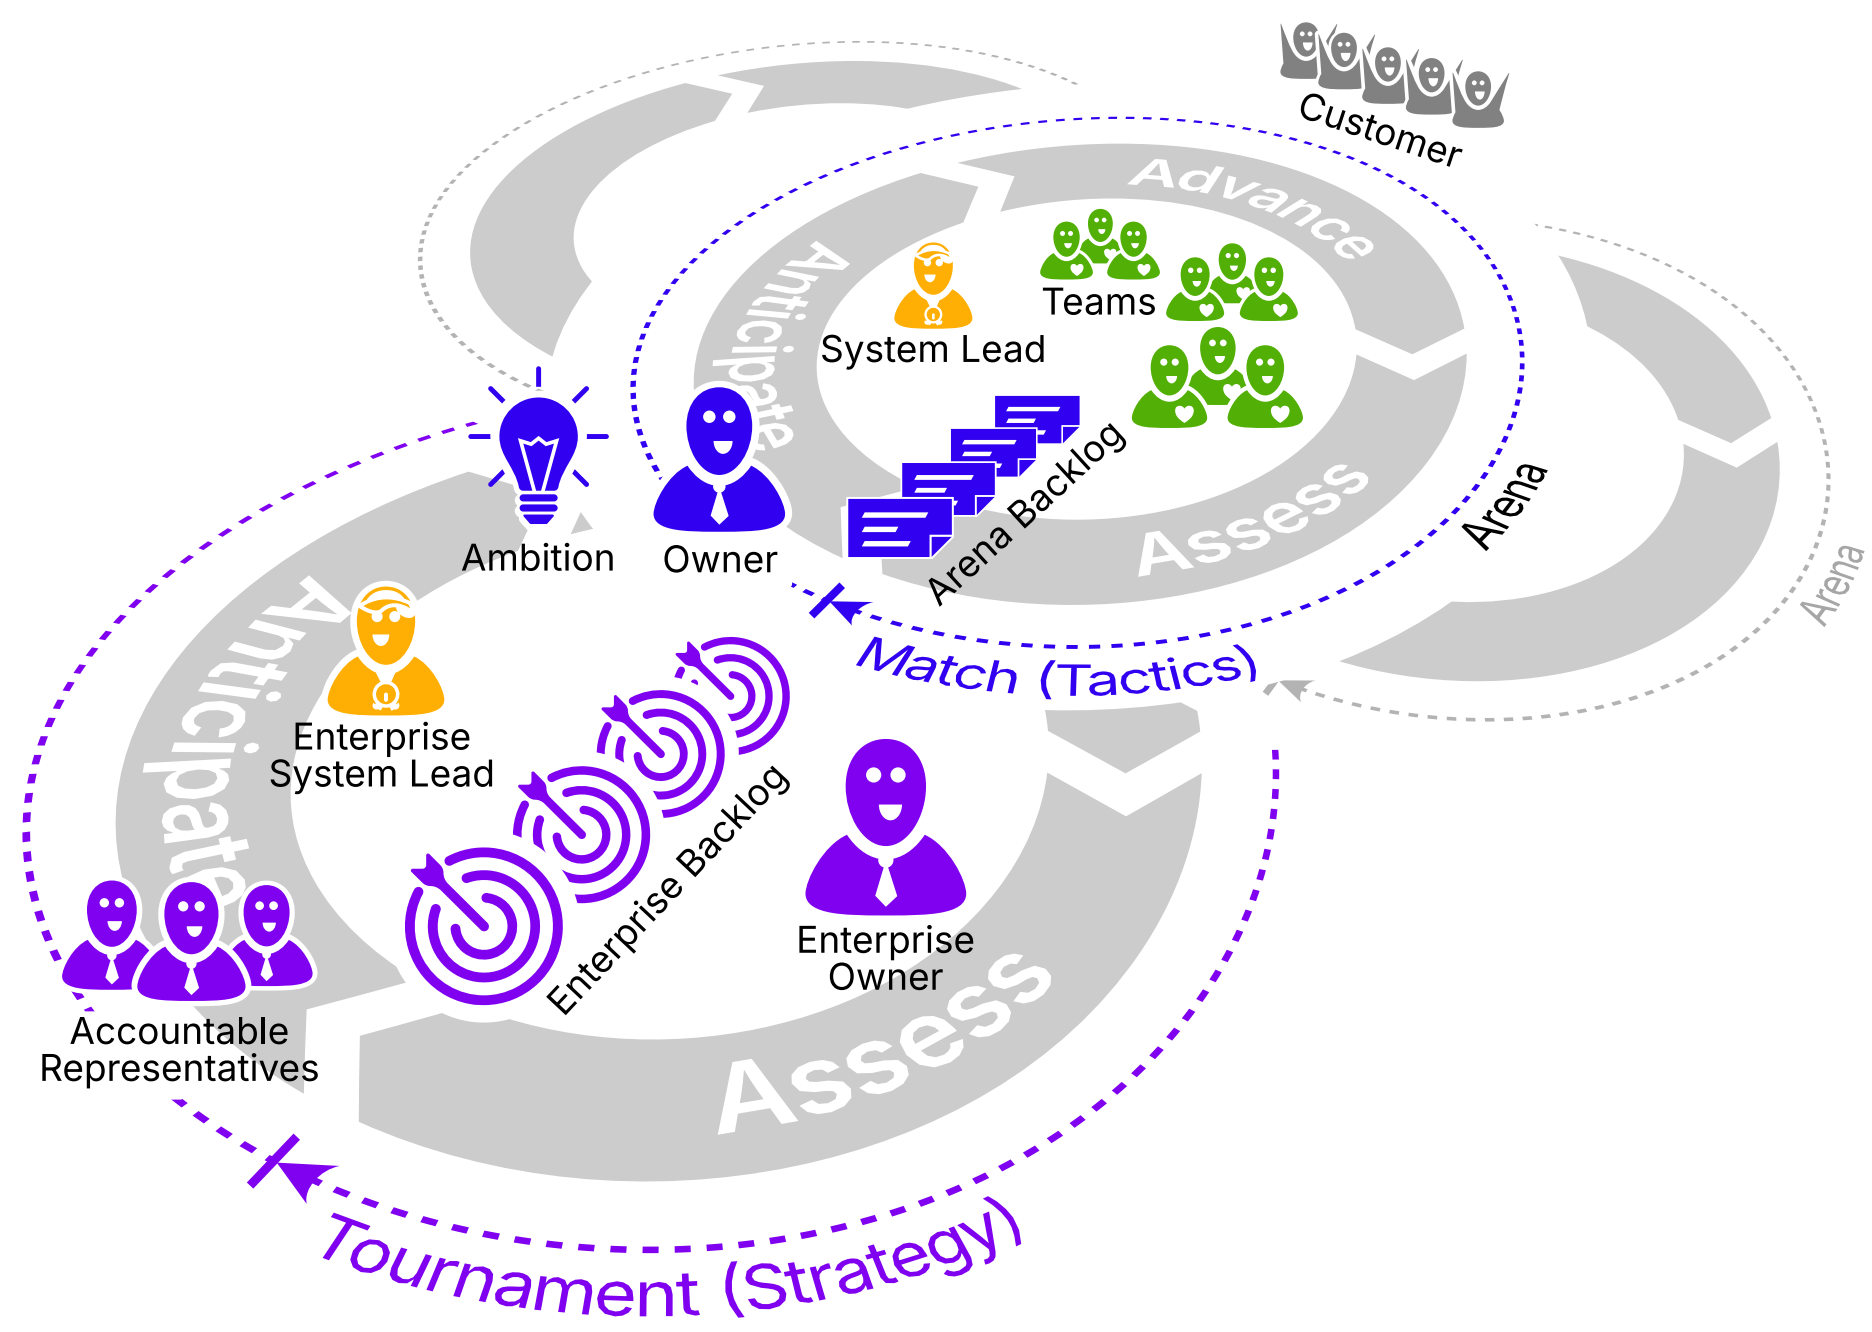 Customer
Advance
Anticipate
Teams
System Lead
Arena Backlog
Assess
Arena
Arena
Ambition
Owner
Match (Tactics)
Anticipate
Enterprise
System Lead
Enterprise Backlog
Enterprise
Owner
Assess
Accountable
Representatives
Tournament (Strategy)